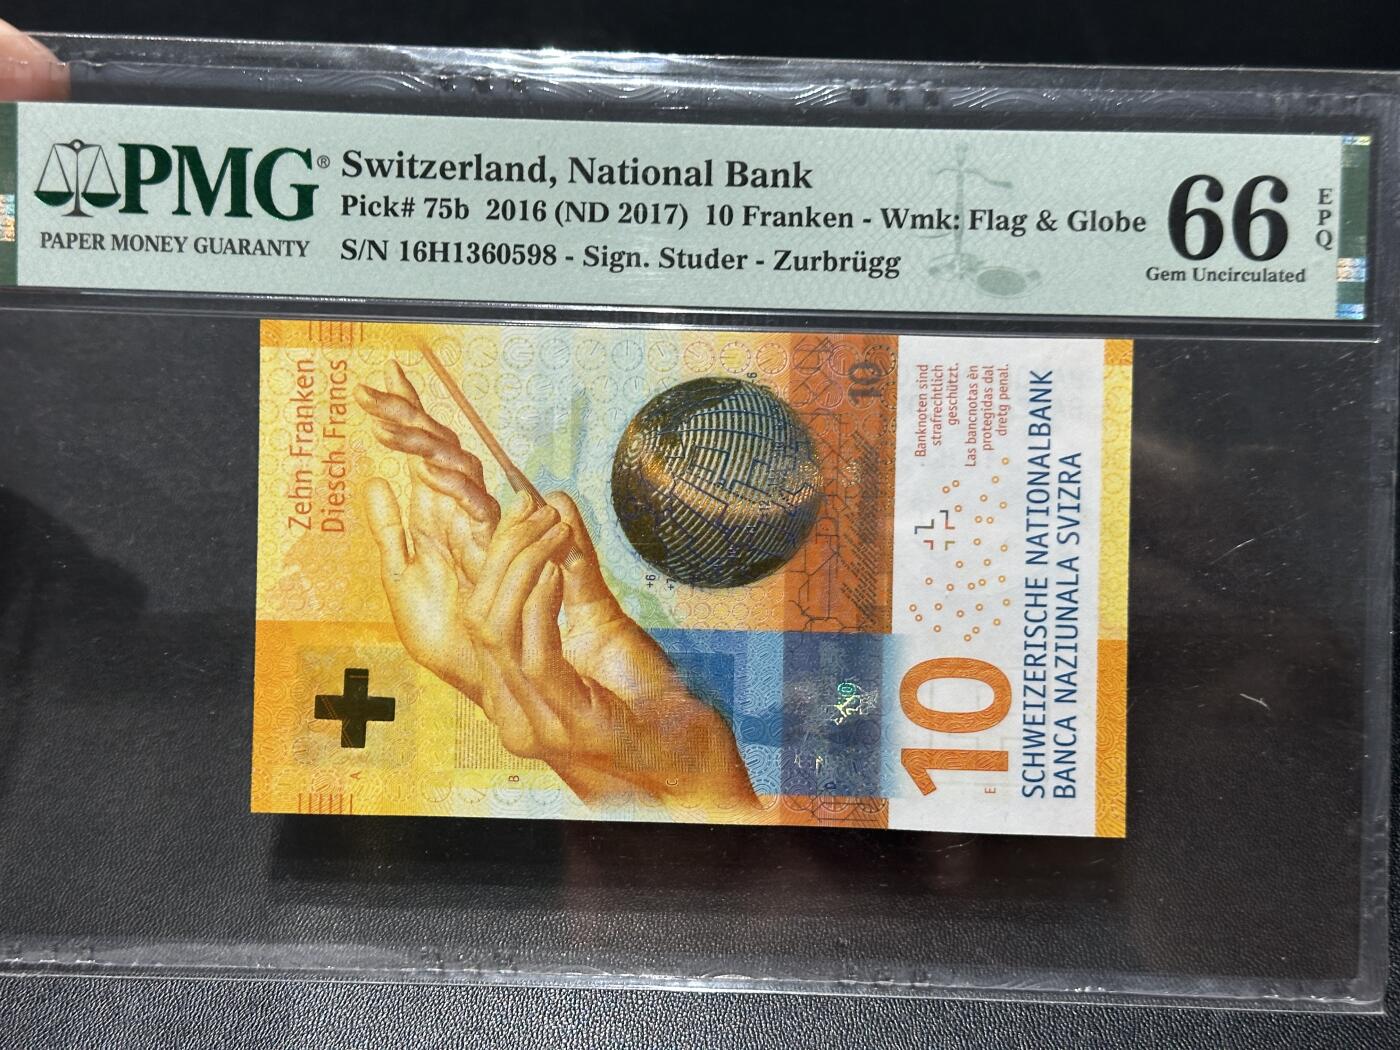 PMG®
PAPER MONEY GUARANTY
Switzerland, National Bank
Pick# 75b 2016 (ND 2017) 10 Franken - Wmk: Flag & Globe
S/N 16H1360598 - Sign. Studer - Zurbrügg
66
EPQ
Gem Uncirculated
Zehn Franken
Diesch Francs
10
Banknoten sind
strafrechtlich
geschützt.
Las bancnotas èn
protegidas dal
dretg penal.
SCHWEIZERISCHE NATIONALBANK
BANCA NAZIUNALA SVIZRA
10
A
B
C
E
+6